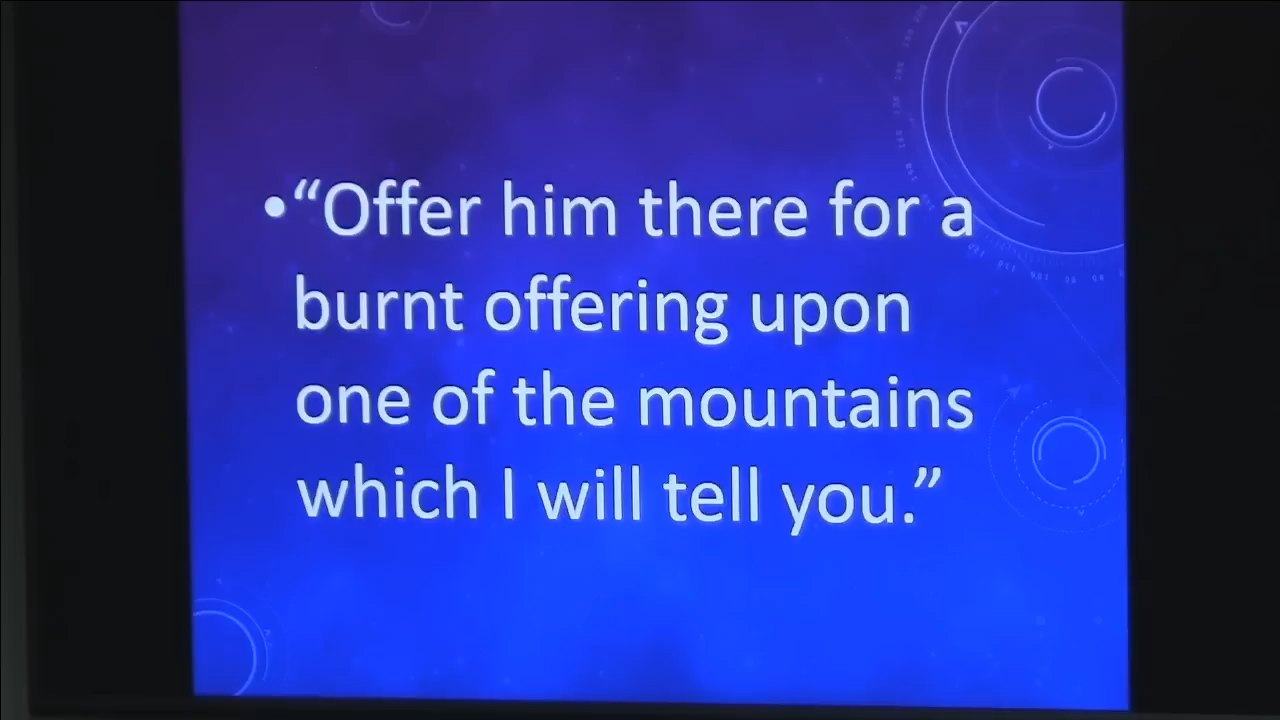 •“Offer him there for a
burnt offering upon
one of the mountains
which I will tell you.”